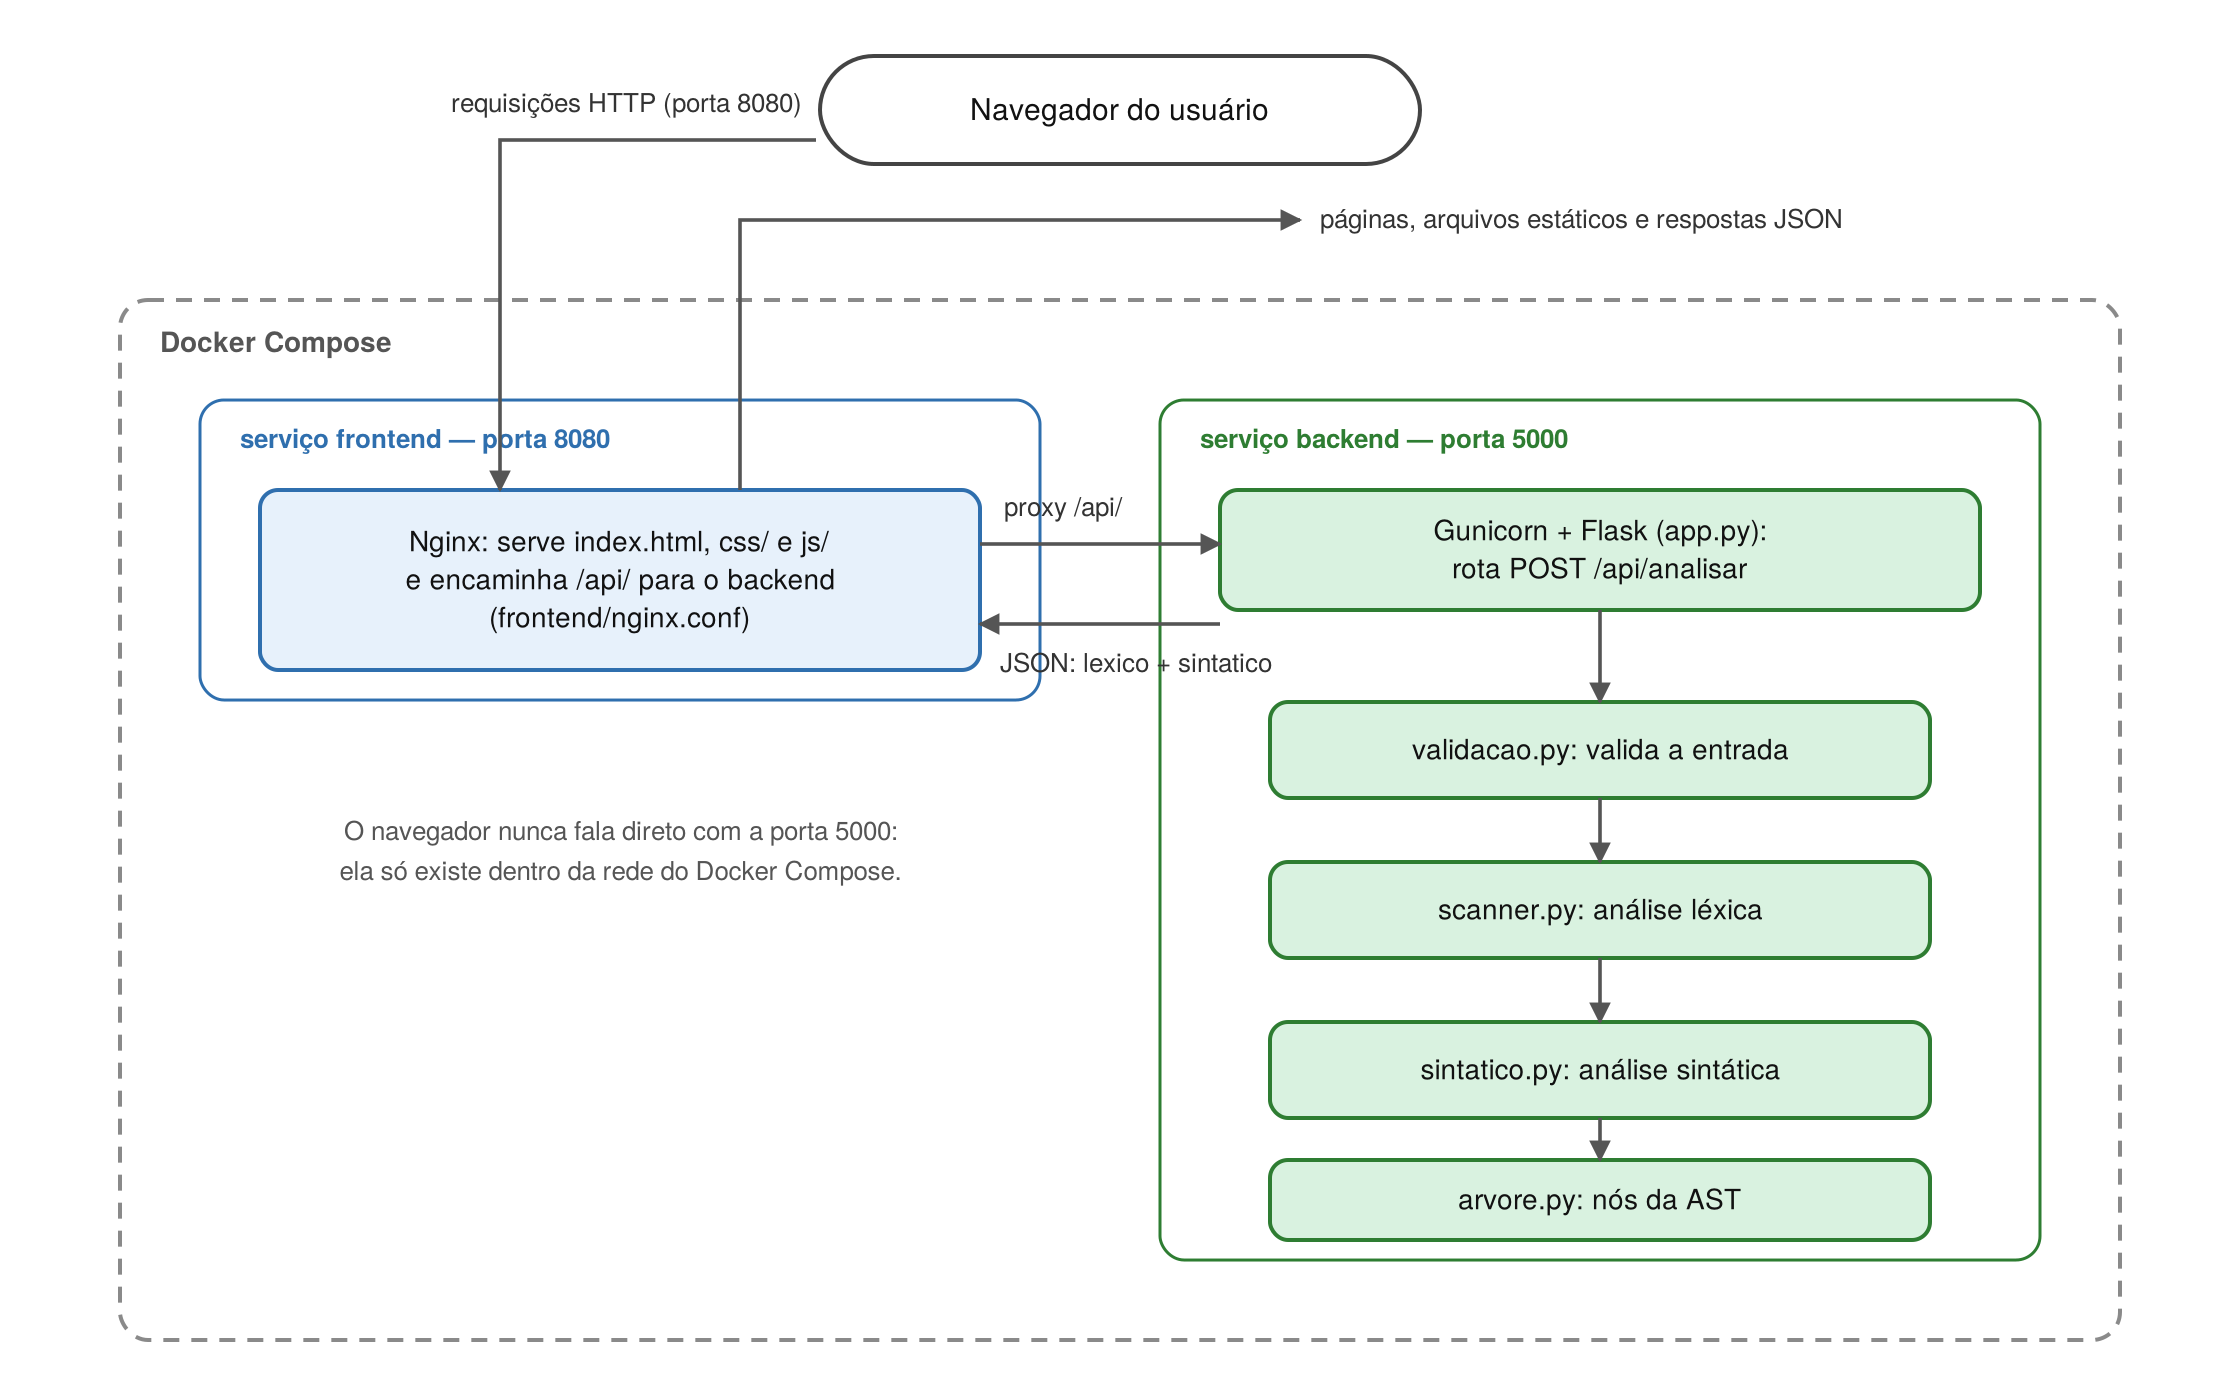 requisições HTTP (porta 8080)
Navegador do usuário
páginas, arquivos estáticos e respostas JSON
Docker Compose
serviço frontend — porta 8080
serviço backend — porta 5000
Nginx: serve index.html, css/ e js/
e encaminha /api/ para o backend
(frontend/nginx.conf)
proxy /api/
Gunicorn + Flask (app.py):
rota POST /api/analisar
JSON: lexico + sintatico
validacao.py: valida a entrada
O navegador nunca fala direto com a porta 5000:
ela só existe dentro da rede do Docker Compose.
scanner.py: análise léxica
sintatico.py: análise sintática
arvore.py: nós da AST